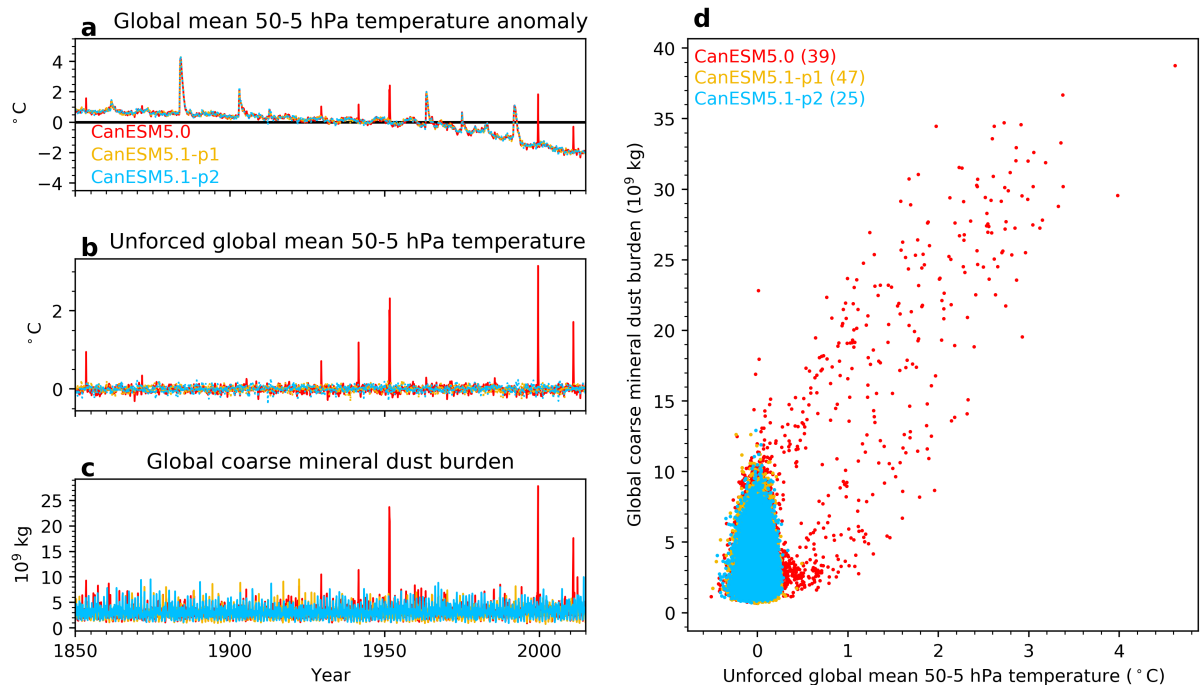 a Global mean 50-5 hPa temperature anomaly
4
2
0
−2
−4
°C
CanESM5.0
CanESM5.1-p1
CanESM5.1-p2
b Unforced global mean 50-5 hPa temperature
2
0
°C
c Global coarse mineral dust burden
25
20
15
10
5
0
10⁹ kg
1850 1900 1950 2000
Year
d
CanESM5.0 (39)
CanESM5.1-p1 (47)
CanESM5.1-p2 (25)
40
35
30
25
20
15
10
5
0
Global coarse mineral dust burden (10⁹ kg)
0 1 2 3 4
Unforced global mean 50-5 hPa temperature (°C)